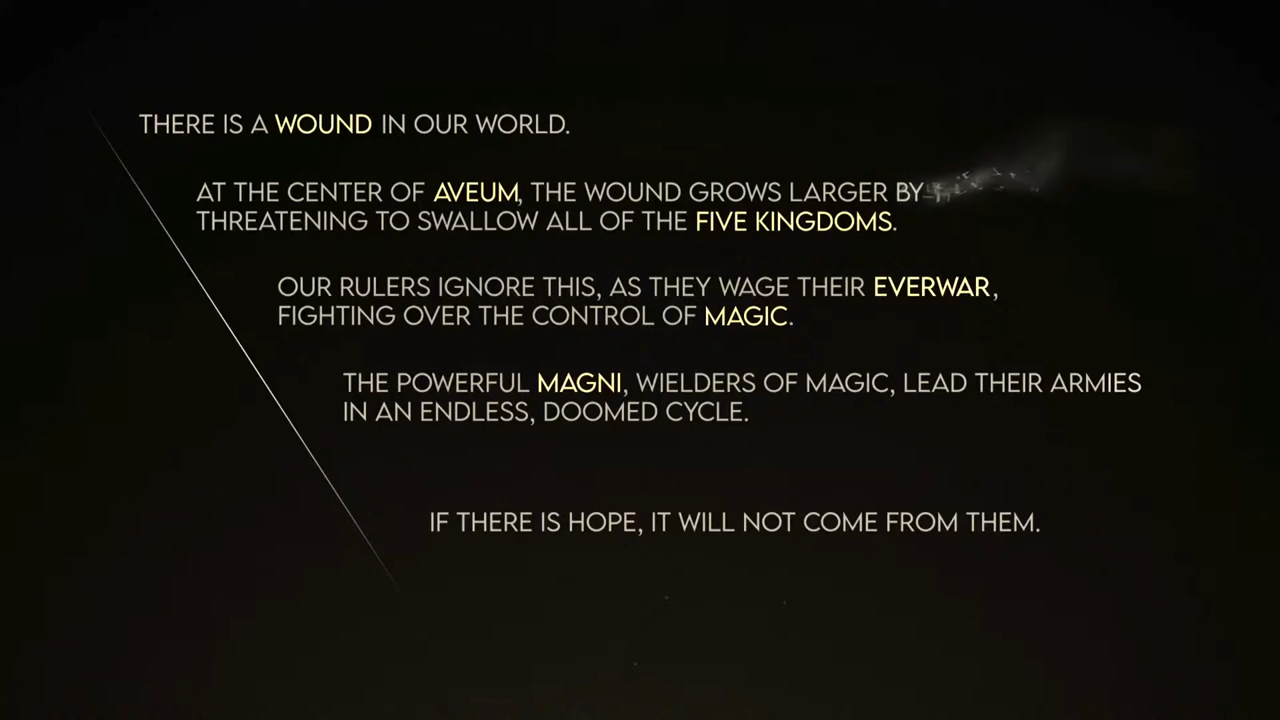 THERE IS A WOUND IN OUR WORLD.
AT THE CENTER OF AVEUM, THE WOUND GROWS LARGER BY
THREATENING TO SWALLOW ALL OF THE FIVE KINGDOMS.
OUR RULERS IGNORE THIS, AS THEY WAGE THEIR EVERWAR,
FIGHTING OVER THE CONTROL OF MAGIC.
THE POWERFUL MAGNI, WIELDERS OF MAGIC, LEAD THEIR ARMIES
IN AN ENDLESS, DOOMED CYCLE.
IF THERE IS HOPE, IT WILL NOT COME FROM THEM.